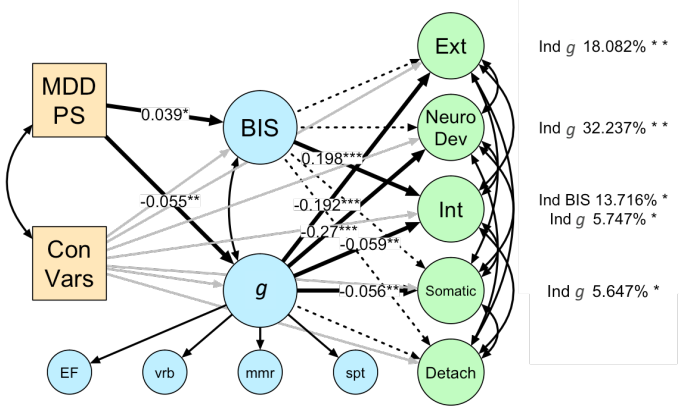 Ext
Ind g 18.082% * *
MDD
PS
0.039*
BIS
Neuro
Dev
Ind g 32.237% * *
0.198***
-0.055**
-0.192***
Int
Ind BIS 13.716% *
Ind g 5.747% *
-0.27***
-0.059**
Con
Vars
g
-0.056**
Somatic
Ind g 5.647% *
EF
vrb
mmr
spt
Detach